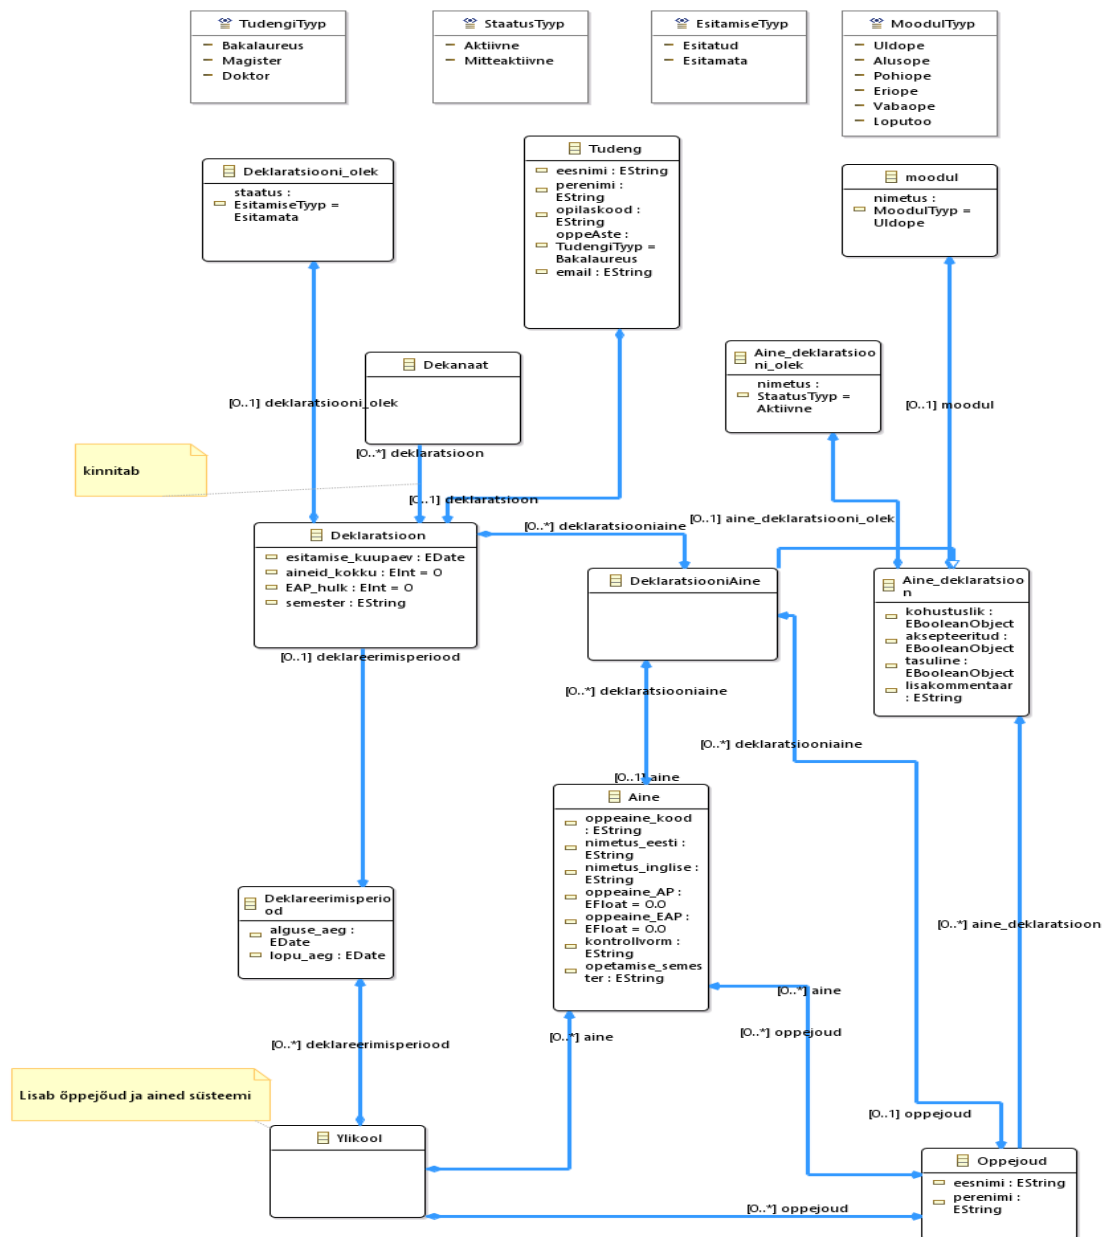 TudengiTyyp
Bakalaureus
Magister
Doktor
StaatusTyyp
Aktiivne
Mitteaktiivne
EsitamiseTyyp
Esitatud
Esitamata
MoodulTyyp
Uldope
Alusope
Pohiope
Eriope
Vabaope
Loputoo
Deklaratsiooni_olek
staatus :
EsitamiseTyyp =
Esitamata
Tudeng
eesnimi : EString
perenimi :
EString
opilaskood :
EString
oppeAste :
TudengiTyyp =
Bakalaureus
email : EString
moodul
nimetus :
MoodulTyyp =
Uldope
Dekanaat
Aine_deklaratsioo
ni_olek
nimetus :
StaatusTyyp =
Aktiivne
[0..1] deklaratsiooni_olek
[0..1] moodul
[0..*] deklaratsioon
kinnitab
[0..1] deklaratsioon
[0..*] deklaratsiooniaine
[0..1] aine_deklaratsiooni_olek
Deklaratsioon
esitamise_kuupaev : EDate
aineid_kokku : EInt = 0
EAP_hulk : EInt = 0
semester : EString
DeklaratsiooniAine
Aine_deklaratsioo
n
kohustuslik :
EBooleanObject
aksepteeritud :
EBooleanObject
tasuline :
EBooleanObject
lisakommentaar
: EString
[0..1] deklareerimisperiood
[0..*] deklaratsiooniaine
[0..*] deklaratsiooniaine
[0..1] aine
Aine
oppeaine_kood
: EString
nimetus_eesti :
EString
nimetus_inglise :
EString
oppeaine_AP :
EFloat = 0.0
oppeaine_EAP :
EFloat = 0.0
kontrollvorm :
EString
opetamise_semes
ter : EString
Deklareerimisperio
od
alguse_aeg :
EDate
lopu_aeg : EDate
[0..*] aine_deklaratsioon
[0..*] aine
[0..*] oppejoud
[0..*] aine
[0..*] deklareerimisperiood
Lisab õppejõud ja ained süsteemi
[0..1] oppejoud
Ylikool
[0..*] oppejoud
Oppejoud
eesnimi : EString
perenimi :
EString